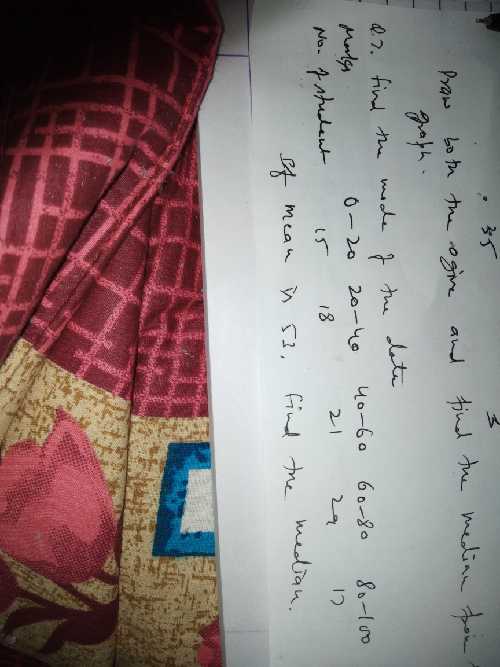 35 3
Draw both the ogive and find the median from
graph.
Q.7. find the mode of the data
Marks 0-20 20-40 40-60 60-80 80-100
No. of student 15 18 21 29 17
If mean is 53, find the median.